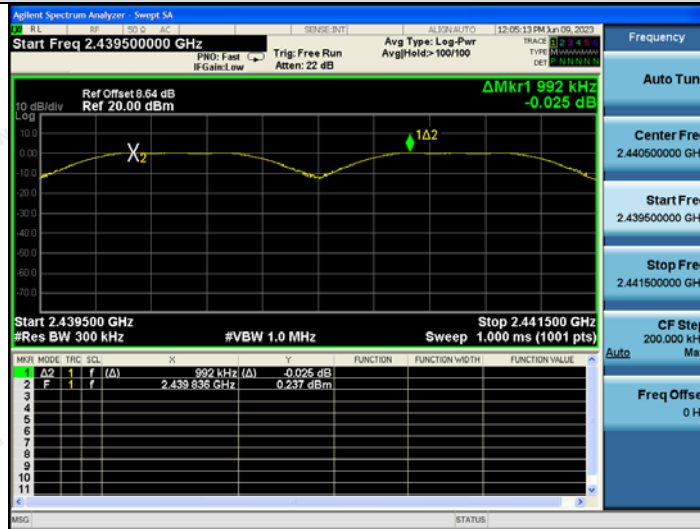 Agilent Spectrum Analyzer - Swept SA
RL RF 50 Ω AC SENSE:INT ALIGN AUTO 12:05:13 PM Jun 09, 2023
Start Freq 2.439500000 GHz
PNO: Fast
IFGain:Low
Trig: Free Run
Atten: 22 dB
Avg Type: Log-Pwr
Avg|Hold:>100/100
TRACE 1 2 3 4 5 6
TYPE
DET P N N N N N
ΔMkr1 992 kHz
-0.025 dB
Ref Offset 8.64 dB
10 dB/div Ref 20.00 dBm
Log
10.0
0.00
-10.0
-20.0
-30.0
-40.0
-50.0
-60.0
-70.0
X2
1Δ2
Start 2.439500 GHz Stop 2.441500 GHz
#Res BW 300 kHz #VBW 1.0 MHz Sweep 1.000 ms (1001 pts)
MKR MODE TRC SCL X Y FUNCTION FUNCTION WIDTH FUNCTION VALUE
1 Δ2 1 f (Δ) 992 kHz (Δ) -0.025 dB
2 F 1 f 2.439 836 GHz 0.237 dBm
3
4
5
6
7
8
9
10
11
MSG STATUS
Frequency
Auto Tun
Center Fre
2.440500000 GH
Start Fre
2.439500000 GH
Stop Fre
2.441500000 GH
CF Step
200.000 kH
Auto Ma
Freq Offse
0 H